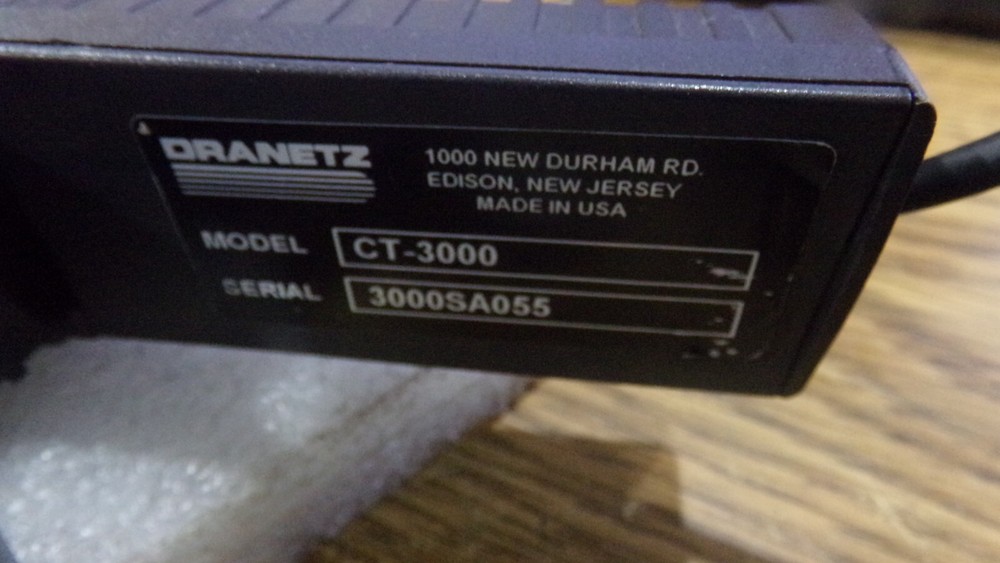 DRANETZ
1000 NEW DURHAM RD.
EDISON, NEW JERSEY
MADE IN USA
MODEL CT-3000
SERIAL 3000SA055